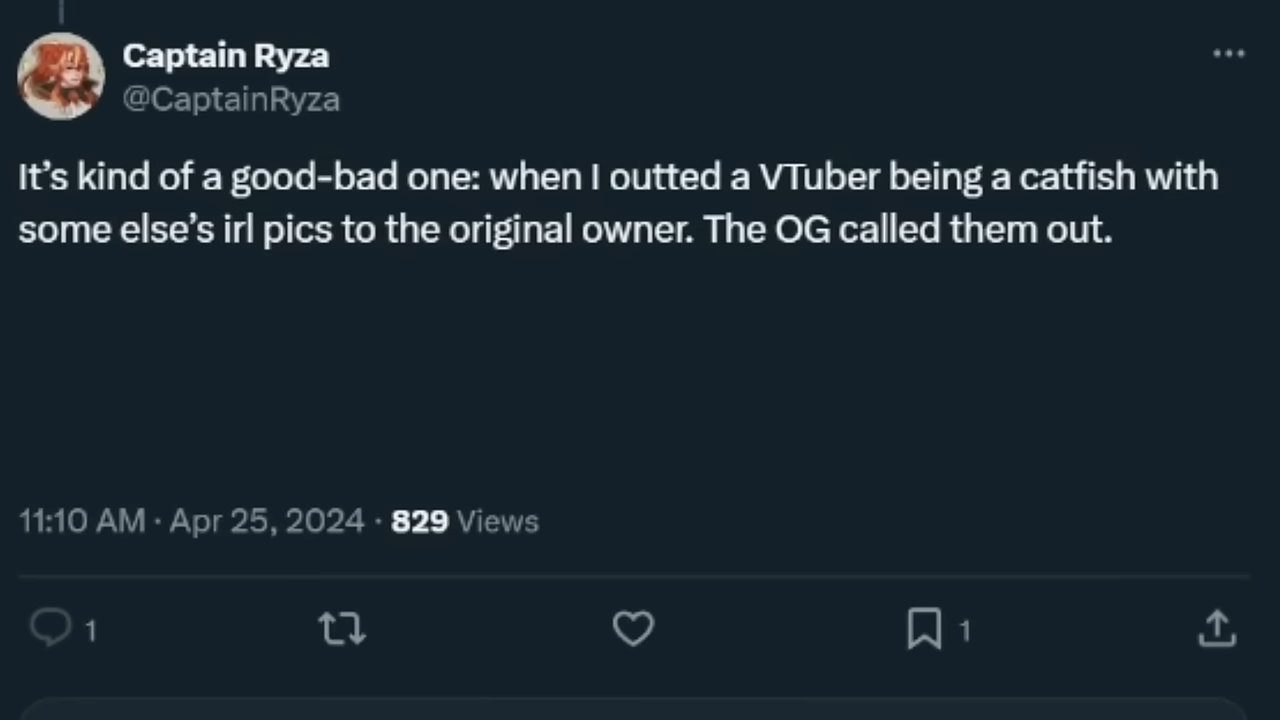 Captain Ryza
@CaptainRyza
It's kind of a good-bad one: when I outted a VTuber being a catfish with
some else's irl pics to the original owner. The OG called them out.
11:10 AM · Apr 25, 2024 · 829 Views
1 1